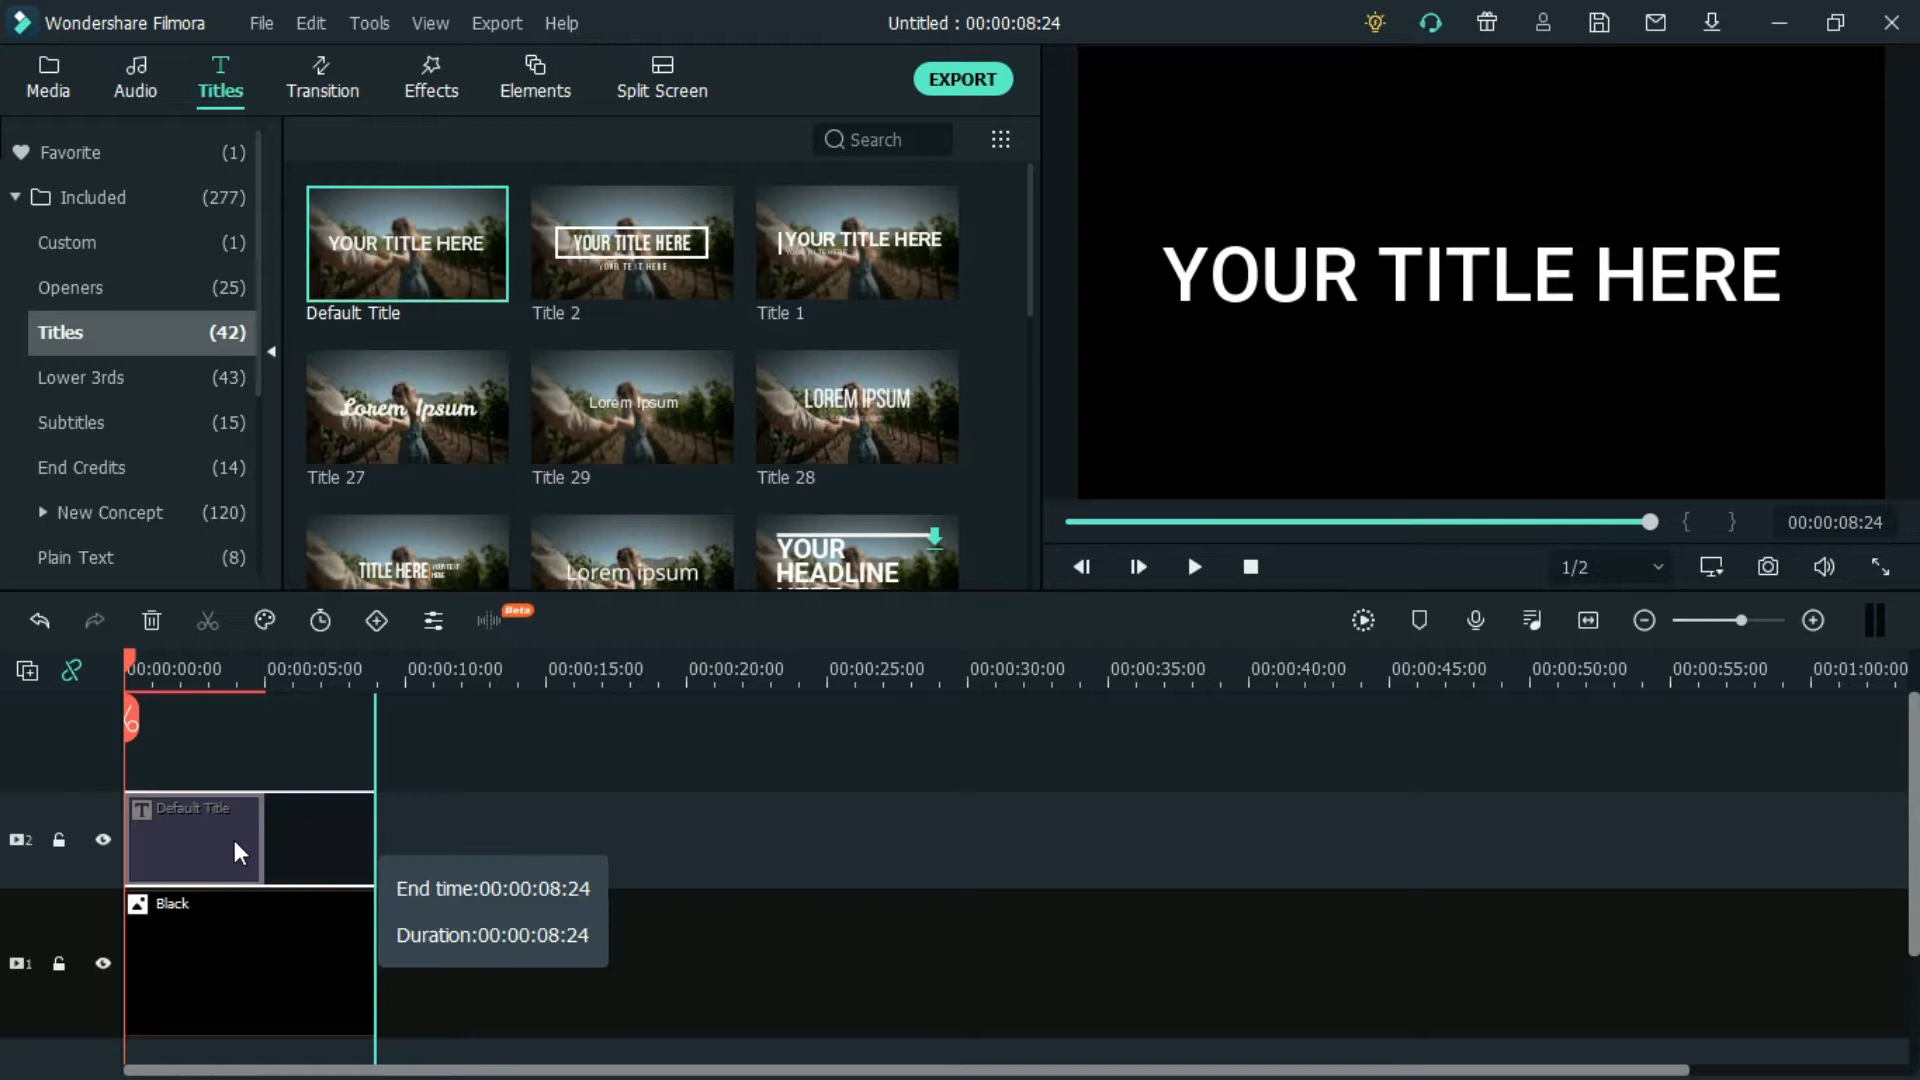 Wondershare Filmora File Edit Tools View Export Help Untitled : 00:00:08:24
Media Audio Titles Transition Effects Elements Split Screen EXPORT
Search
Favorite (1)
Included (277)
Custom (1)
Openers (25)
Titles (42)
Lower 3rds (43)
Subtitles (15)
End Credits (14)
New Concept (120)
Plain Text (8)
YOUR TITLE HERE
Default Title
YOUR TITLE HERE
YOUR TEXT HERE
Title 2
YOUR TITLE HERE
Title 1
Lorem Ipsum
Title 27
Lorem Ipsum
Title 29
LOREM IPSUM
Title 28
TITLE HERE
Lorem ipsum
YOUR
HEADLINE
YOUR TITLE HERE
00:00:08:24
1/2
Beta
00:00:00:00 00:00:05:00 00:00:10:00 00:00:15:00 00:00:20:00 00:00:25:00 00:00:30:00 00:00:35:00 00:00:40:00 00:00:45:00 00:00:50:00 00:00:55:00 00:01:00:00
2
Default Title
End time:00:00:08:24
Duration:00:00:08:24
1
Black